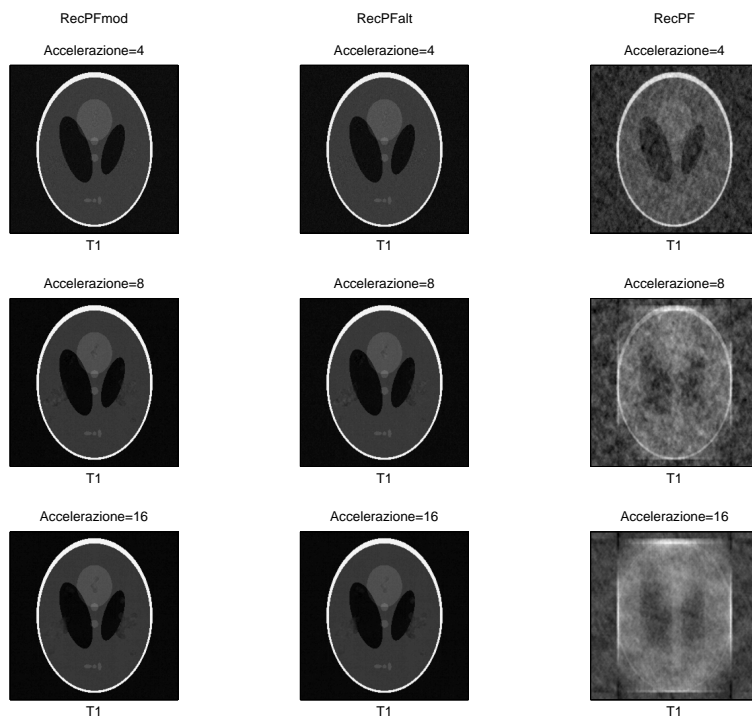 RecPFmod RecPFalt RecPF
Accelerazione=4 Accelerazione=4 Accelerazione=4
T1 T1 T1
Accelerazione=8 Accelerazione=8 Accelerazione=8
T1 T1 T1
Accelerazione=16 Accelerazione=16 Accelerazione=16
T1 T1 T1